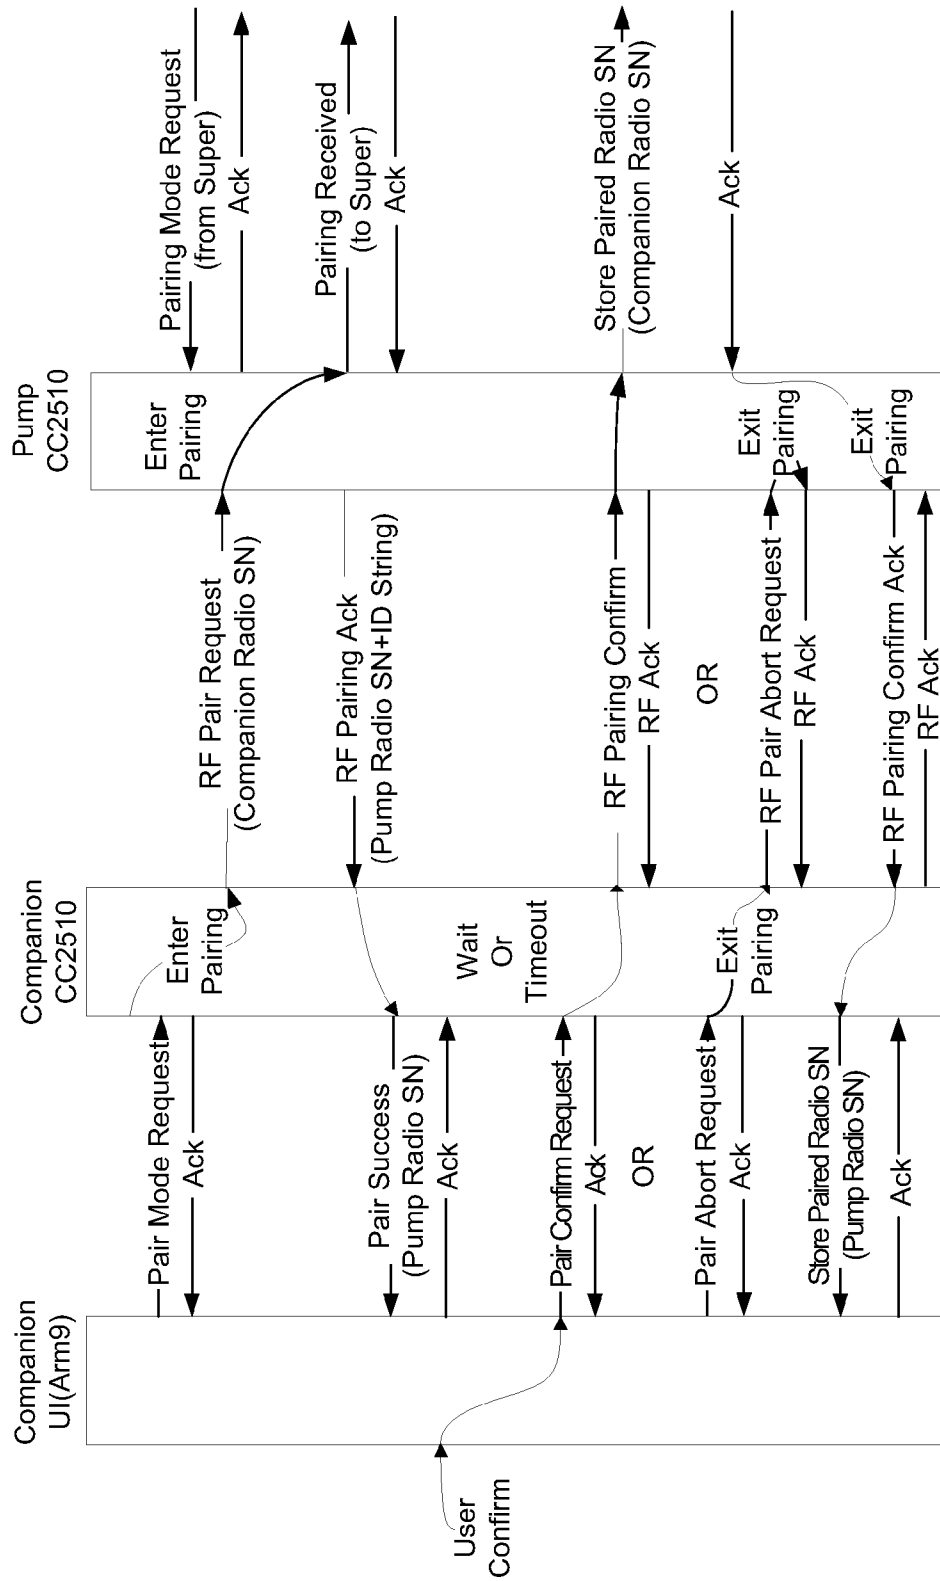 Companion
UI(Arm9)
Companion
CC2510
Pump
CC2510
Pair Mode Request
Ack
Enter
Pairing
RF Pair Request
(Companion Radio SN)
Enter
Pairing
Pairing Mode Request
(from Super)
Ack
Pairing Received
(to Super)
Ack
RF Pairing Ack
(Pump Radio SN+ID String)
Pair Success
(Pump Radio SN)
Ack
User
Confirm
Wait
Or
Timeout
Pair Confirm Request
Ack
RF Pairing Confirm
RF Ack
Store Paired Radio SN
(Companion Radio SN)
Ack
OR
OR
Pair Abort Request
Ack
Exit
Pairing
RF Pair Abort Request
RF Ack
Exit
Pairing
Exit
Pairing
RF Pairing Confirm Ack
RF Ack
Store Paired Radio SN
(Pump Radio SN)
Ack